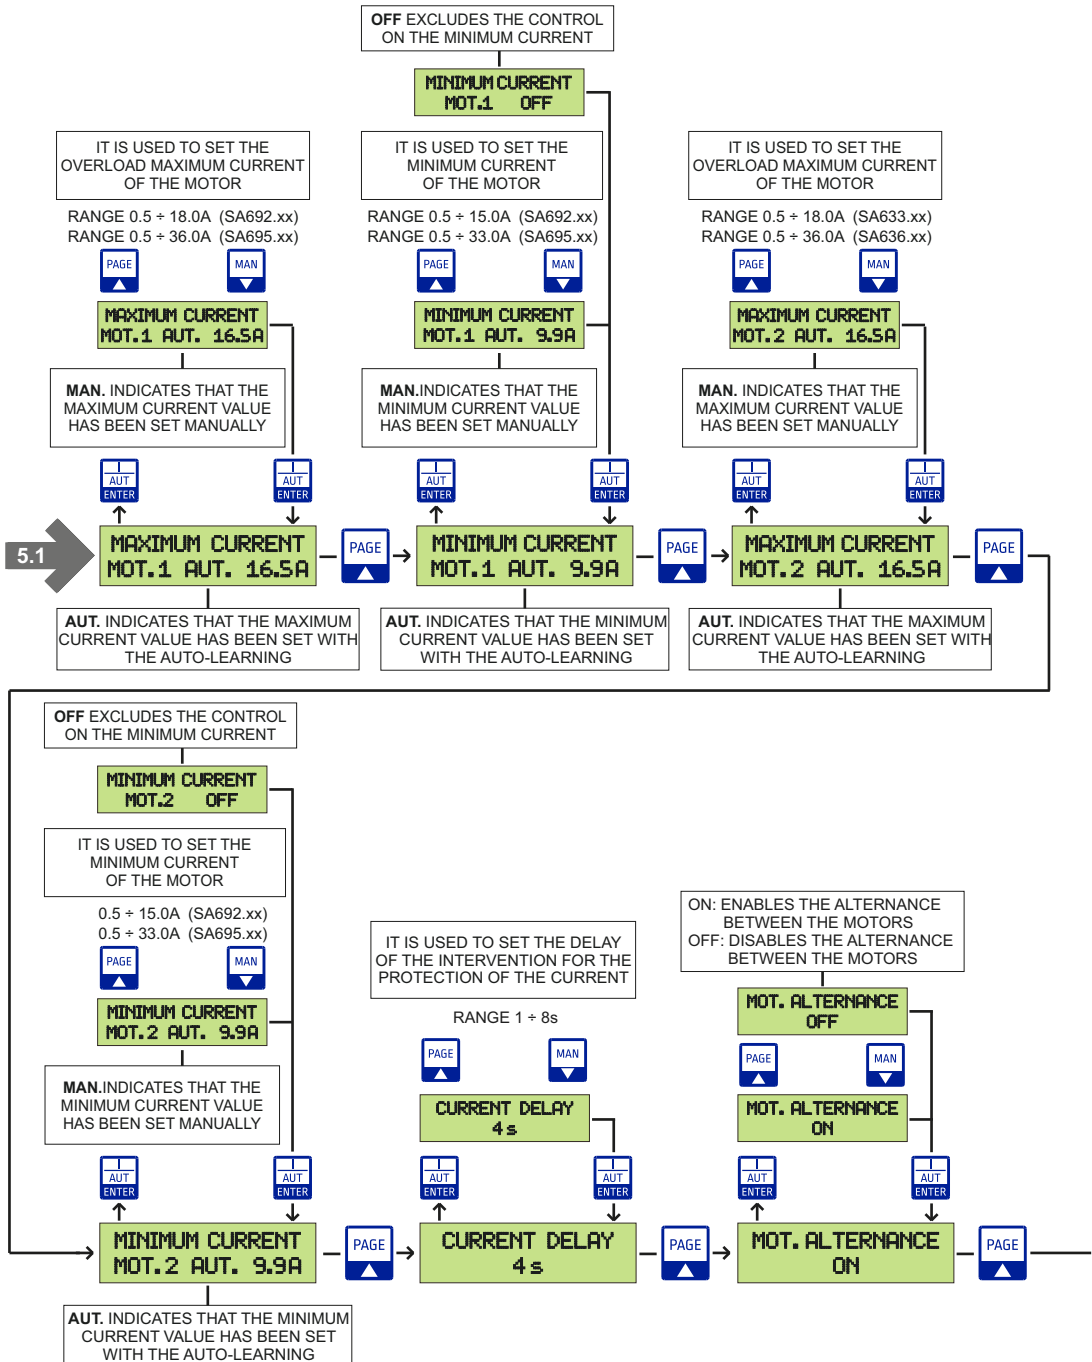 OFF EXCLUDES THE CONTROL
ON THE MINIMUM CURRENT
MINIMUM CURRENT
MOT.1 OFF
IT IS USED TO SET THE
OVERLOAD MAXIMUM CURRENT
OF THE MOTOR
RANGE 0.5 ÷ 18.0A (SA692.xx)
RANGE 0.5 ÷ 36.0A (SA695.xx)
PAGE
MAN
MAXIMUM CURRENT
MOT.1 AUT. 16.5A
MAN. INDICATES THAT THE
MAXIMUM CURRENT VALUE
HAS BEEN SET MANUALLY
IT IS USED TO SET THE
MINIMUM CURRENT
OF THE MOTOR
RANGE 0.5 ÷ 15.0A (SA692.xx)
RANGE 0.5 ÷ 33.0A (SA695.xx)
PAGE
MAN
MINIMUM CURRENT
MOT.1 AUT. 9.9A
MAN.INDICATES THAT THE
MINIMUM CURRENT VALUE
HAS BEEN SET MANUALLY
IT IS USED TO SET THE
OVERLOAD MAXIMUM CURRENT
OF THE MOTOR
RANGE 0.5 ÷ 18.0A (SA633.xx)
RANGE 0.5 ÷ 36.0A (SA636.xx)
PAGE
MAN
MAXIMUM CURRENT
MOT.2 AUT. 16.5A
MAN. INDICATES THAT THE
MAXIMUM CURRENT VALUE
HAS BEEN SET MANUALLY
AUT
ENTER
AUT
ENTER
AUT
ENTER
AUT
ENTER
AUT
ENTER
AUT
ENTER
5.1
MAXIMUM CURRENT
MOT.1 AUT. 16.5A
PAGE
MINIMUM CURRENT
MOT.1 AUT. 9.9A
PAGE
MAXIMUM CURRENT
MOT.2 AUT. 16.5A
PAGE
AUT. INDICATES THAT THE MAXIMUM
CURRENT VALUE HAS BEEN SET WITH
THE AUTO-LEARNING
AUT. INDICATES THAT THE MINIMUM
CURRENT VALUE HAS BEEN SET
WITH THE AUTO-LEARNING
AUT. INDICATES THAT THE MAXIMUM
CURRENT VALUE HAS BEEN SET WITH
THE AUTO-LEARNING
OFF EXCLUDES THE CONTROL
ON THE MINIMUM CURRENT
MINIMUM CURRENT
MOT.2 OFF
IT IS USED TO SET THE
MINIMUM CURRENT
OF THE MOTOR
0.5 ÷ 15.0A (SA692.xx)
0.5 ÷ 33.0A (SA695.xx)
PAGE
MAN
MINIMUM CURRENT
MOT.2 AUT. 9.9A
MAN.INDICATES THAT THE
MINIMUM CURRENT VALUE
HAS BEEN SET MANUALLY
IT IS USED TO SET THE DELAY
OF THE INTERVENTION FOR THE
PROTECTION OF THE CURRENT
RANGE 1 ÷ 8s
PAGE
MAN
CURRENT DELAY
4 s
ON: ENABLES THE ALTERNANCE
BETWEEN THE MOTORS
OFF: DISABLES THE ALTERNANCE
BETWEEN THE MOTORS
MOT. ALTERNANCE
OFF
PAGE
MAN
MOT. ALTERNANCE
ON
AUT
ENTER
AUT
ENTER
AUT
ENTER
AUT
ENTER
AUT
ENTER
AUT
ENTER
MINIMUM CURRENT
MOT.2 AUT. 9.9A
PAGE
CURRENT DELAY
4 s
PAGE
MOT. ALTERNANCE
ON
PAGE
AUT. INDICATES THAT THE MINIMUM
CURRENT VALUE HAS BEEN SET
WITH THE AUTO-LEARNING